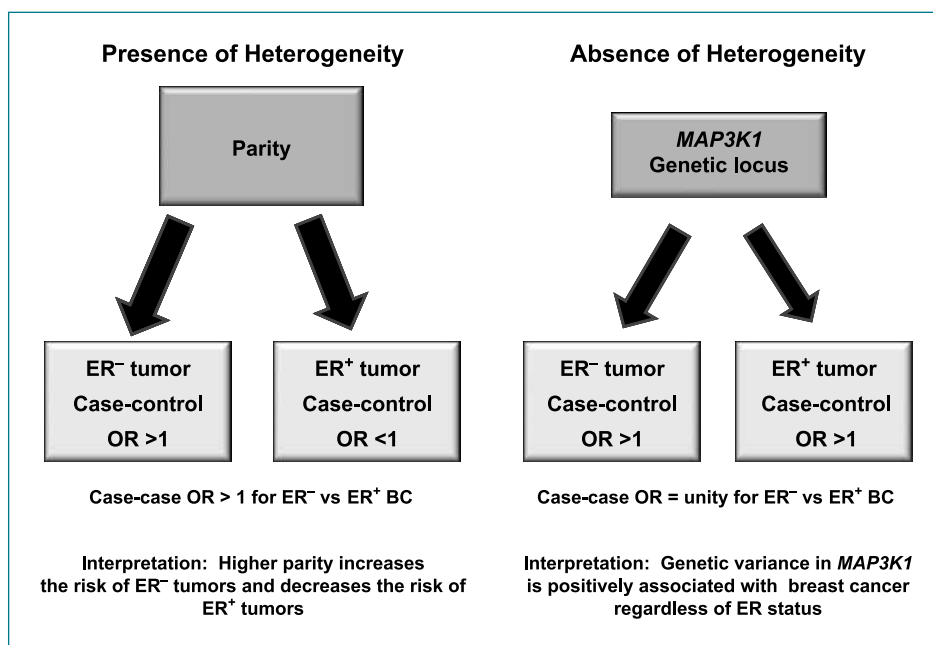 Presence of Heterogeneity
Parity
ER⁻ tumor
Case-control
OR >1
ER⁺ tumor
Case-control
OR <1
Case-case OR > 1 for ER⁻ vs ER⁺ BC
Interpretation: Higher parity increases
the risk of ER⁻ tumors and decreases the risk of
ER⁺ tumors
Absence of Heterogeneity
MAP3K1
Genetic locus
ER⁻ tumor
Case-control
OR >1
ER⁺ tumor
Case-control
OR >1
Case-case OR = unity for ER⁻ vs ER⁺ BC
Interpretation: Genetic variance in MAP3K1
is positively associated with breast cancer
regardless of ER status